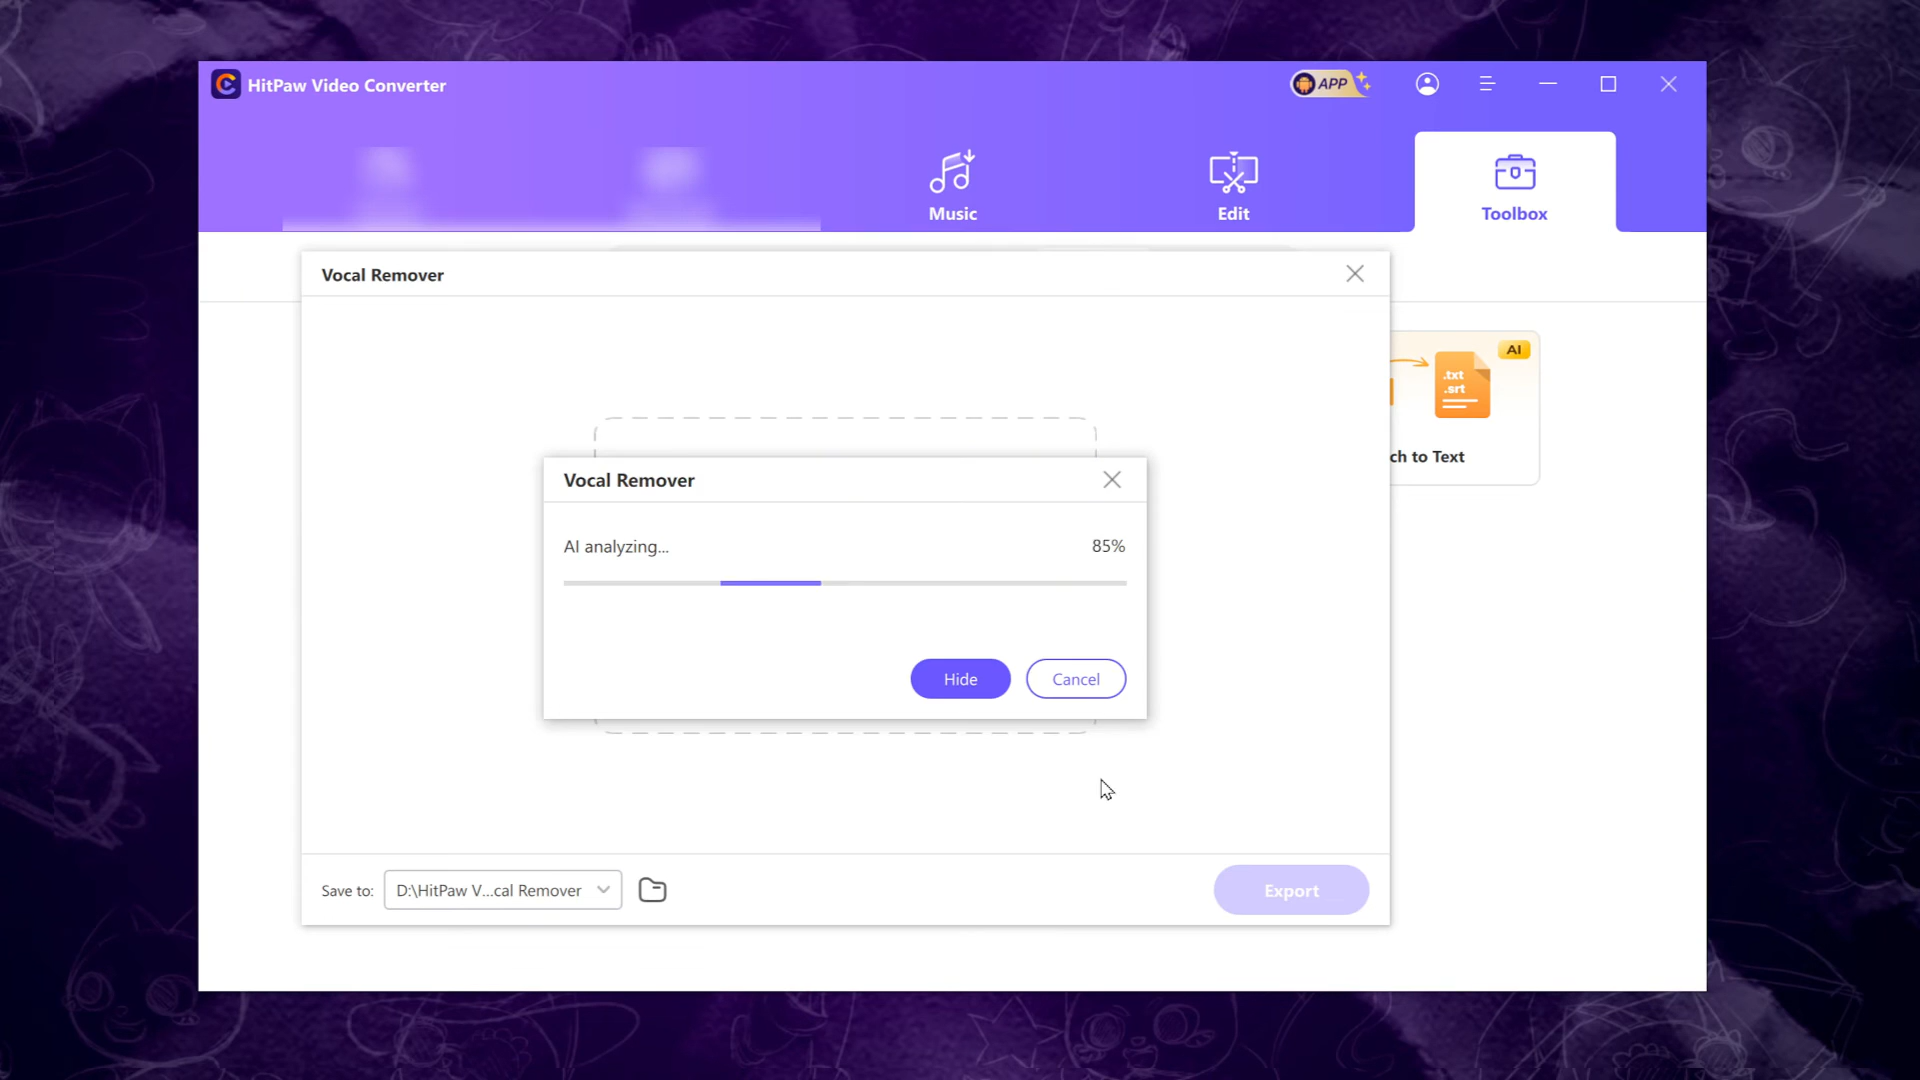 HitPaw Video Converter
APP
Music
Edit
Toolbox
Vocal Remover
AI
.txt
.srt
ch to Text
Vocal Remover
AI analyzing...
85%
Hide
Cancel
Save to:
D:\HitPaw V...cal Remover
Export